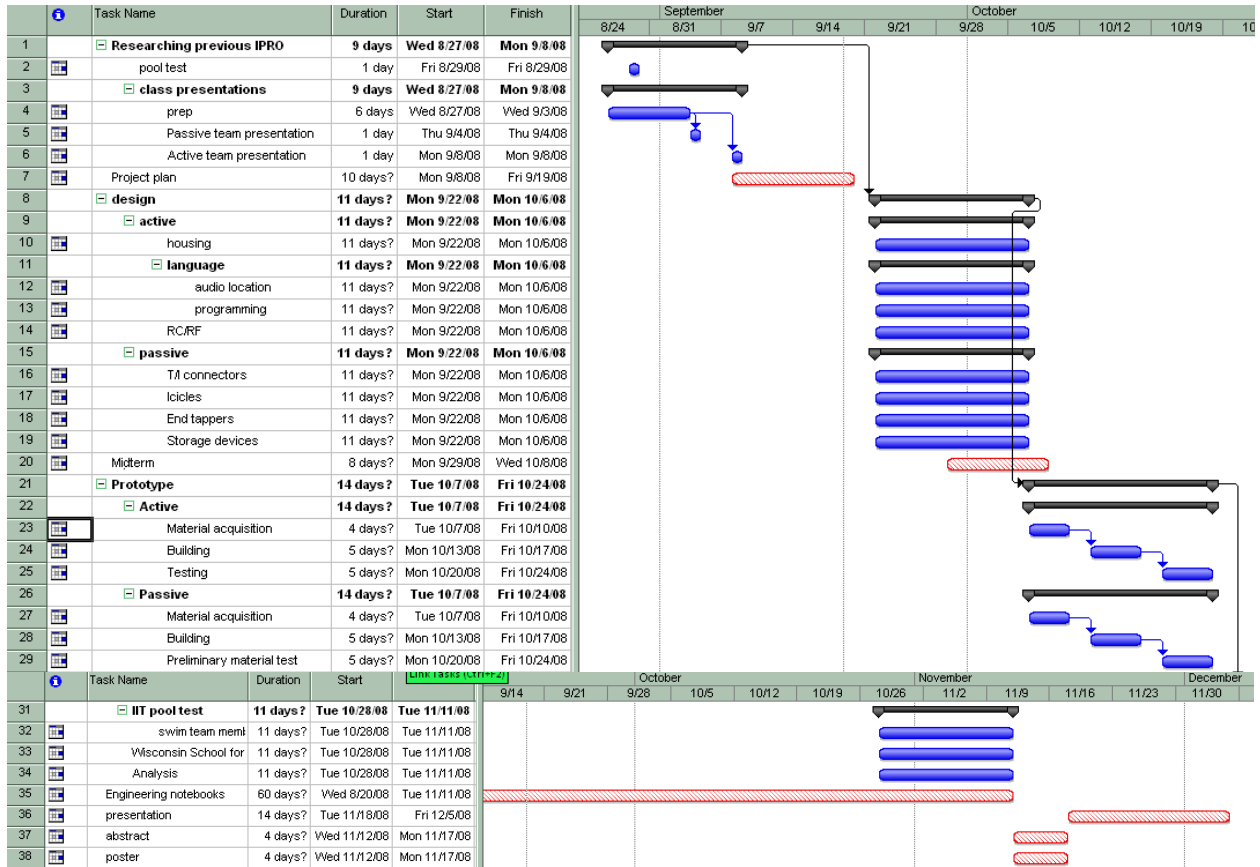 Task Name Duration Start Finish September October
8/24 8/31 9/7 9/14 9/21 9/28 10/5 10/12 10/19 10
1 Researching previous IPRO 9 days Wed 8/27/08 Mon 9/8/08
2 pool test 1 day Fri 8/29/08 Fri 8/29/08
3 class presentations 9 days Wed 8/27/08 Mon 9/8/08
4 prep 6 days Wed 8/27/08 Wed 9/3/08
5 Passive team presentation 1 day Thu 9/4/08 Thu 9/4/08
6 Active team presentation 1 day Mon 9/8/08 Mon 9/8/08
7 Project plan 10 days? Mon 9/8/08 Fri 9/19/08
8 design 11 days? Mon 9/22/08 Mon 10/6/08
9 active 11 days? Mon 9/22/08 Mon 10/6/08
10 housing 11 days? Mon 9/22/08 Mon 10/6/08
11 language 11 days? Mon 9/22/08 Mon 10/6/08
12 audio location 11 days? Mon 9/22/08 Mon 10/6/08
13 programming 11 days? Mon 9/22/08 Mon 10/6/08
14 RC/RF 11 days? Mon 9/22/08 Mon 10/6/08
15 passive 11 days? Mon 9/22/08 Mon 10/6/08
16 T/I connectors 11 days? Mon 9/22/08 Mon 10/6/08
17 Icicles 11 days? Mon 9/22/08 Mon 10/6/08
18 End tappers 11 days? Mon 9/22/08 Mon 10/6/08
19 Storage devices 11 days? Mon 9/22/08 Mon 10/6/08
20 Midterm 8 days? Mon 9/29/08 Wed 10/8/08
21 Prototype 14 days? Tue 10/7/08 Fri 10/24/08
22 Active 14 days? Tue 10/7/08 Fri 10/24/08
23 Material acquisition 4 days? Tue 10/7/08 Fri 10/10/08
24 Building 5 days? Mon 10/13/08 Fri 10/17/08
25 Testing 5 days? Mon 10/20/08 Fri 10/24/08
26 Passive 14 days? Tue 10/7/08 Fri 10/24/08
27 Material acquisition 4 days? Tue 10/7/08 Fri 10/10/08
28 Building 5 days? Mon 10/13/08 Fri 10/17/08
29 Preliminary material test 5 days? Mon 10/20/08 Fri 10/24/08
Task Name Duration Start Link Tasks (Ctrl+F2) October November December
9/14 9/21 9/28 10/5 10/12 10/19 10/26 11/2 11/9 11/16 11/23 11/30
31 IIT pool test 11 days? Tue 10/28/08 Tue 11/11/08
32 swim team meml 11 days? Tue 10/28/08 Tue 11/11/08
33 Wisconsin School for 11 days? Tue 10/28/08 Tue 11/11/08
34 Analysis 11 days? Tue 10/28/08 Tue 11/11/08
35 Engineering notebooks 60 days? Wed 8/20/08 Tue 11/11/08
36 presentation 14 days? Tue 11/18/08 Fri 12/5/08
37 abstract 4 days? Wed 11/12/08 Mon 11/17/08
38 poster 4 days? Wed 11/12/08 Mon 11/17/08